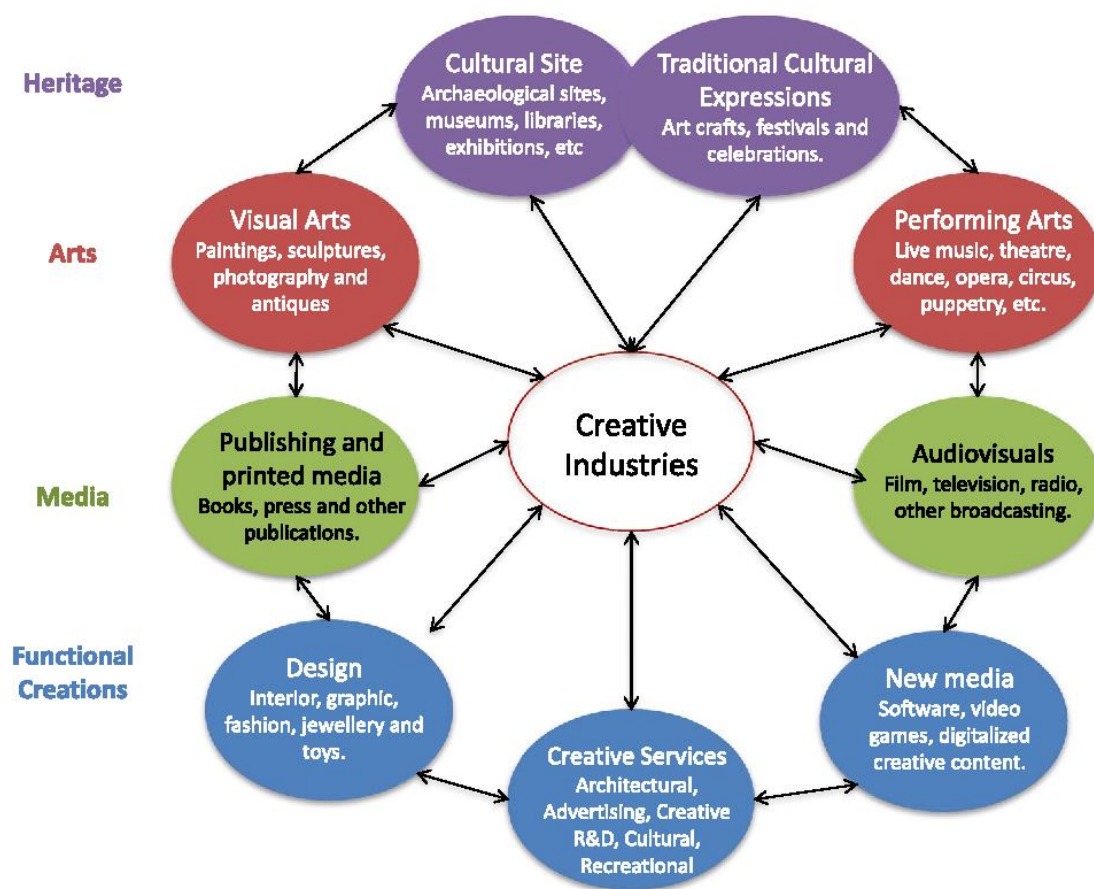 Heritage
Cultural Site
Archaeological sites,
museums, libraries,
exhibitions, etc
Traditional Cultural
Expressions
Art crafts, festivals and
celebrations.
Arts
Visual Arts
Paintings, sculptures,
photography and
antiques
Performing Arts
Live music, theatre,
dance, opera, circus,
puppetry, etc.
Creative
Industries
Media
Publishing and
printed media
Books, press and other
publications.
Audiovisuals
Film, television, radio,
other broadcasting.
Functional
Creations
Design
Interior, graphic,
fashion, jewellery and
toys.
Creative Services
Architectural,
Advertising, Creative
R&D, Cultural,
Recreational
New media
Software, video
games, digitalized
creative content.